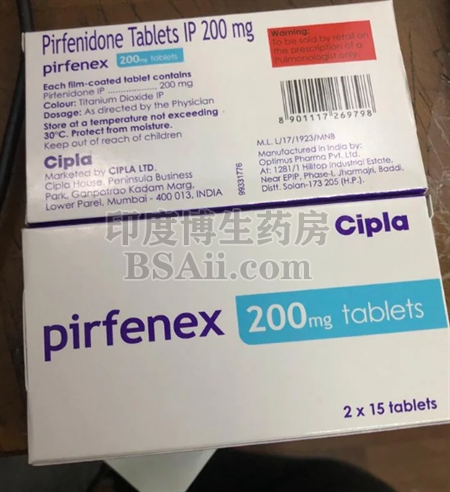 Pirfenidone Tablets IP 200 mg
pirfenex 200mg tablets
Each film-coated tablet contains
Pirfenidone IP .................... 200 mg
Colour: Titanium Dioxide IP
Dosage: As directed by the Physician
Store at a temperature not exceeding
30°C. Protect from moisture.
Keep out of reach of children
Cipla
Marketed by CIPLA LTD.
Cipla House, Peninsula Business
Park, Ganpatrao Kadam Marg,
Lower Parel, Mumbai - 400 013, INDIA
Warning:
To be sold by retail on
the prescription of a
Pulmonologist only.
8 901117 269798
M.L. L/17/1923/MNB
Manufactured in India by:
Optimus Pharma Pvt. Ltd.
At: 1281/1 Hilltop Industrial Estate,
Near EPIP, Phase-I, Jharmajri, Baddi,
Distt. Solan-173 205 (H.P.)
99331776
印度博生药房
BSAii.com
Cipla
pirfenex 200mg tablets
2 x 15 tablets